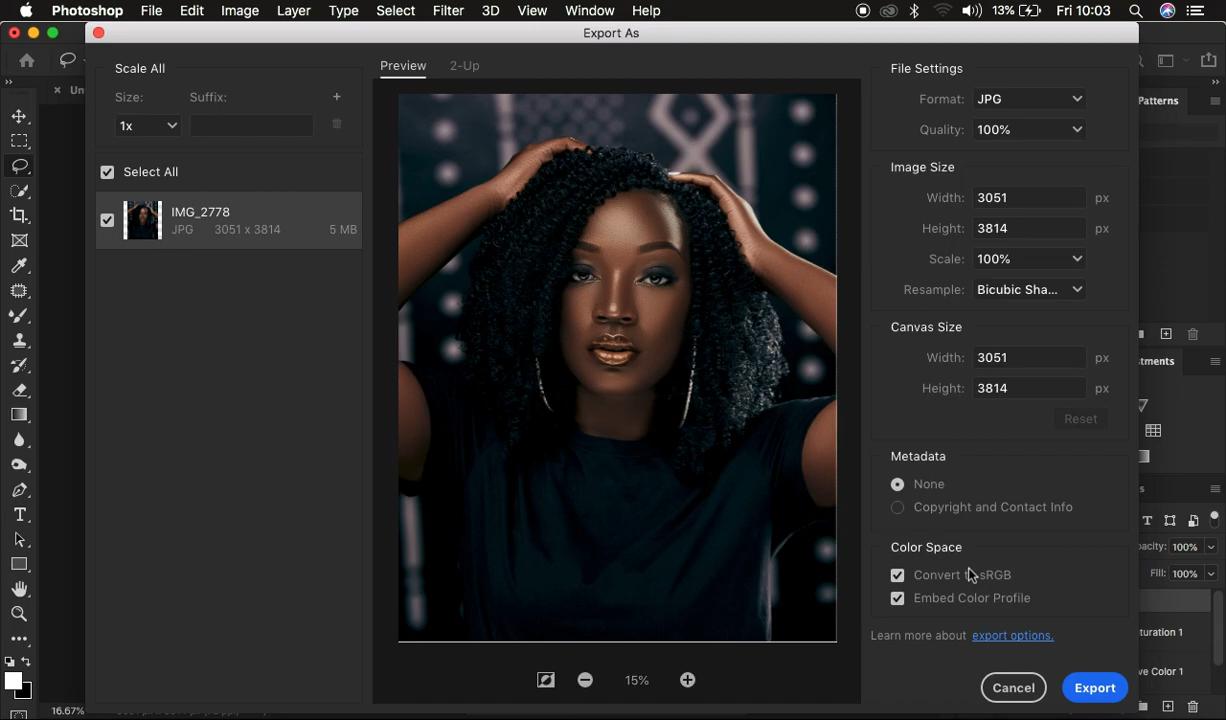 Photoshop File Edit Image Layer Type Select Filter 3D View Window Help 13% Fri 10:03
Export As
Scale All
Size: Suffix:
1x
Select All
IMG_2778
JPG 3051 x 3814 5 MB
Preview 2-Up
15%
File Settings
Format: JPG
Quality: 100%
Image Size
Width: 3051 px
Height: 3814 px
Scale: 100%
Resample: Bicubic Sha...
Canvas Size
Width: 3051 px
Height: 3814 px
Reset
Metadata
None
Copyright and Contact Info
Color Space
Convert sRGB
Embed Color Profile
Learn more about export options.
Cancel Export
Patterns
Fill: 100%
100%
16.67%